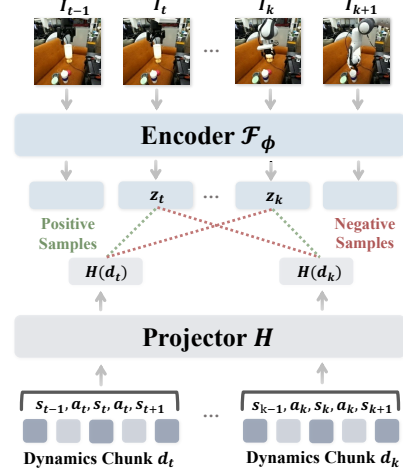 I_{t-1} I_t I_k I_{k+1}
...
Encoder 𝓕_ϕ
z_t ... z_k
Positive Samples
Negative Samples
H(d_t) H(d_k)
Projector H
s_{t-1}, a_t, s_t, a_t, s_{t+1} ... s_{k-1}, a_k, s_k, a_k, s_{k+1}
Dynamics Chunk d_t Dynamics Chunk d_k